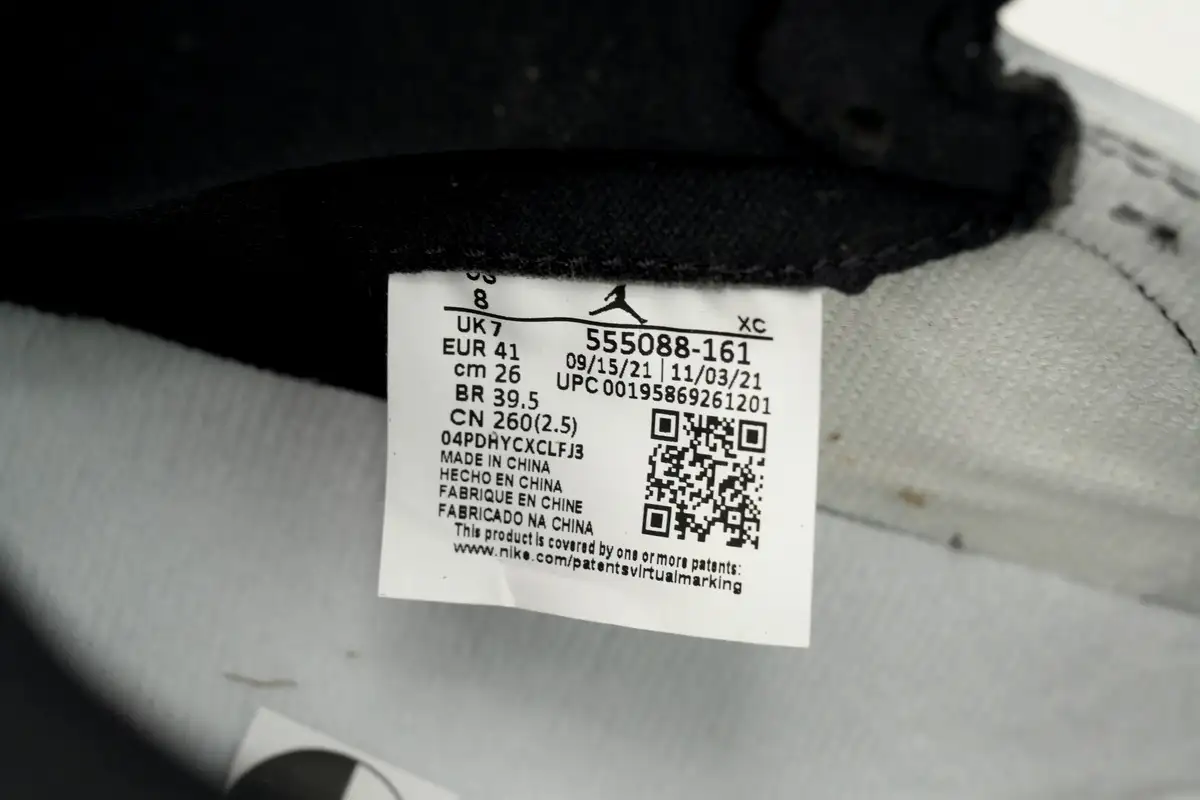 US
8
XC
UK 7
555088-161
EUR 41
09/15/21 | 11/03/21
cm 26
UPC 00195869261201
BR 39.5
CN 260(2.5)
04PDHYCXCLFJ3
MADE IN CHINA
HECHO EN CHINA
FABRIQUE EN CHINE
FABRICADO NA CHINA
This product is covered by one or more patents:
www.nike.com/patentsvirtualmarking